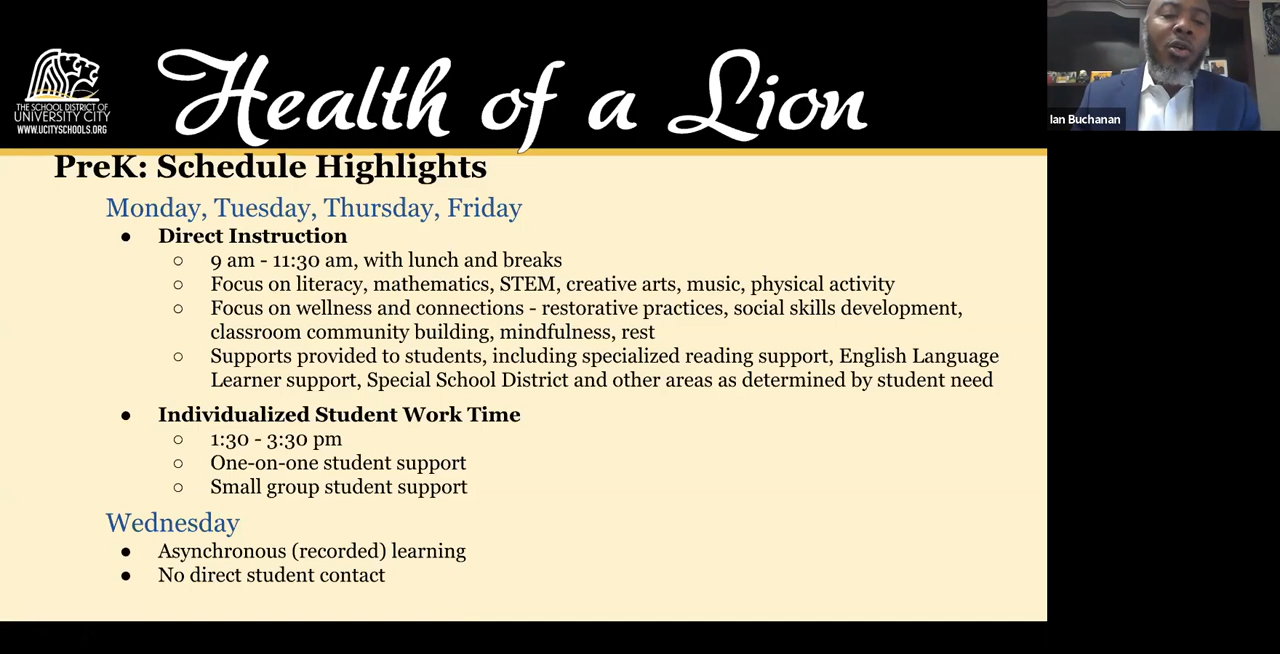 THE SCHOOL DISTRICT OF
UNIVERSITY CITY
WWW.UCITYSCHOOLS.ORG
Health of a Lion
Ian Buchanan
PreK: Schedule Highlights
Monday, Tuesday, Thursday, Friday
● Direct Instruction
○ 9 am - 11:30 am, with lunch and breaks
○ Focus on literacy, mathematics, STEM, creative arts, music, physical activity
○ Focus on wellness and connections - restorative practices, social skills development,
classroom community building, mindfulness, rest
○ Supports provided to students, including specialized reading support, English Language
Learner support, Special School District and other areas as determined by student need
● Individualized Student Work Time
○ 1:30 - 3:30 pm
○ One-on-one student support
○ Small group student support
Wednesday
● Asynchronous (recorded) learning
● No direct student contact